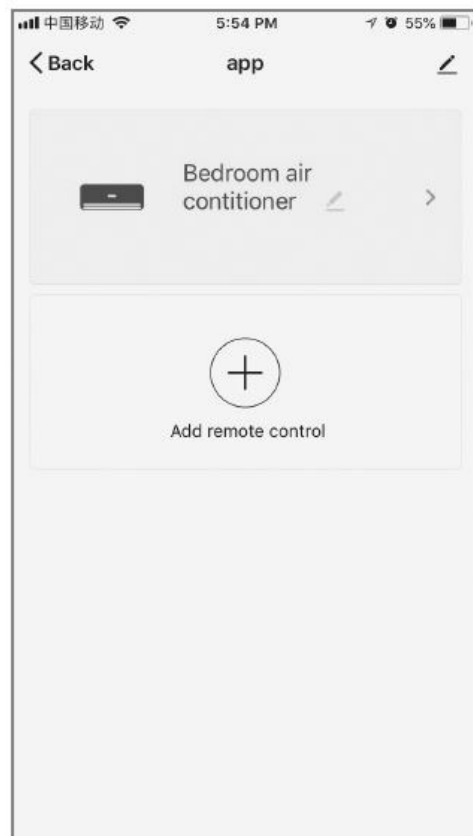 中国移动 5:54 PM 55%
Back app
Bedroom air
contitioner
Add remote control